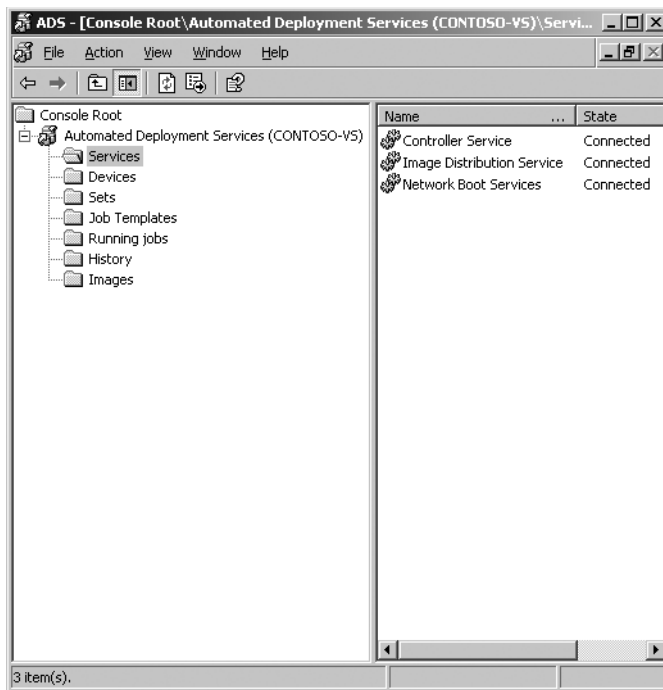 ADS - [Console Root\Automated Deployment Services (CONTOSO-VS)\Servi...
File Action View Window Help
Console Root
Automated Deployment Services (CONTOSO-VS)
Services
Devices
Sets
Job Templates
Running jobs
History
Images
Name ... State
Controller Service Connected
Image Distribution Service Connected
Network Boot Services Connected
3 item(s).